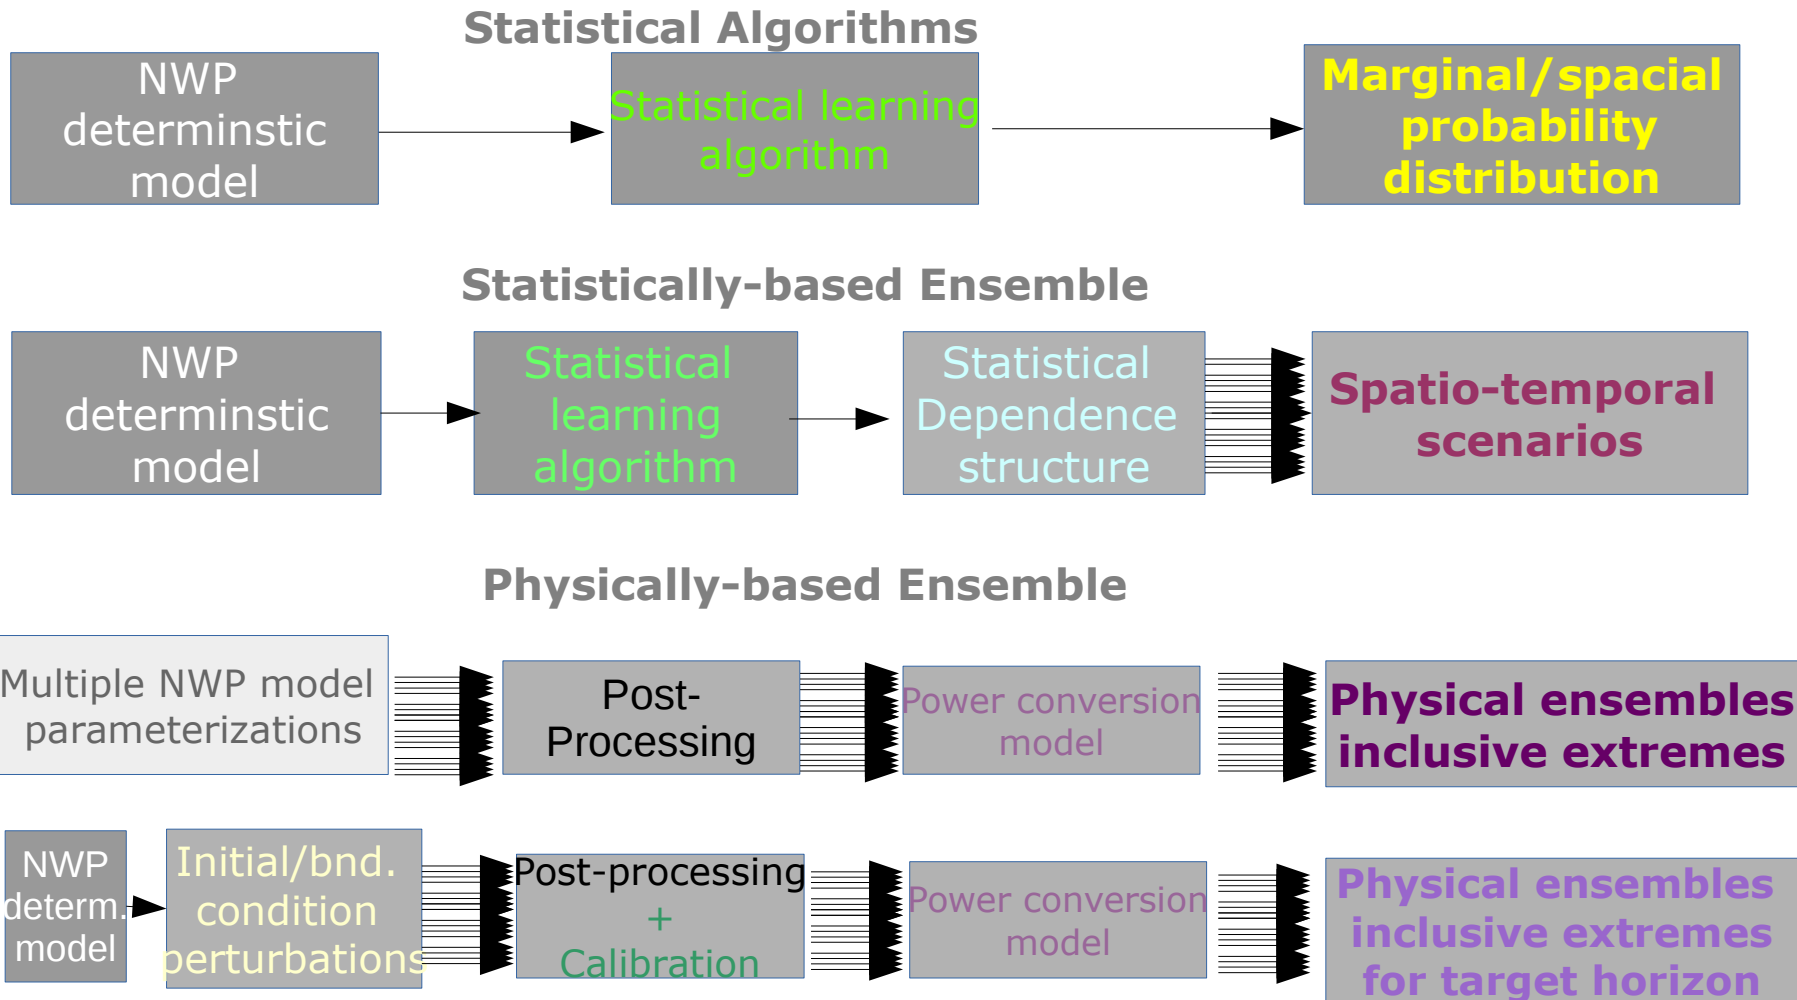 Statistical Algorithms
NWP
determinstic
model
Statistical learning
algorithm
Marginal/spacial
probability
distribution
Statistically-based Ensemble
NWP
determinstic
model
Statistical
learning
algorithm
Statistical
Dependence
structure
Spatio-temporal
scenarios
Physically-based Ensemble
Multiple NWP model
parameterizations
Post-
Processing
Power conversion
model
Physical ensembles
inclusive extremes
NWP
determ.
model
Initial/bnd.
condition
perturbations
Post-processing
+
Calibration
Power conversion
model
Physical ensembles
inclusive extremes
for target horizon